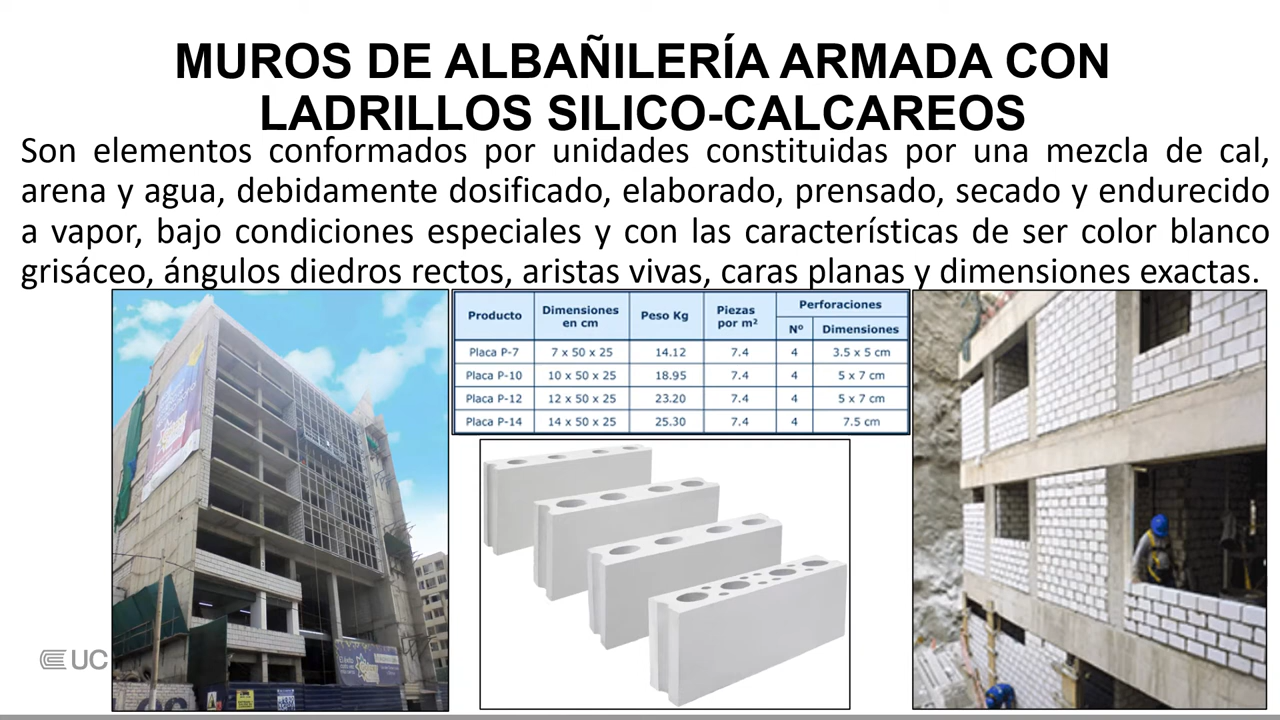 MUROS DE ALBAÑILERÍA ARMADA CON
LADRILLOS SILICO-CALCAREOS
Son elementos conformados por unidades constituidas por una mezcla de cal,
arena y agua, debidamente dosificado, elaborado, prensado, secado y endurecido
a vapor, bajo condiciones especiales y con las características de ser color blanco
grisáceo, ángulos diedros rectos, aristas vivas, caras planas y dimensiones exactas.
Producto Dimensiones en cm Peso Kg Piezas por m² Perforaciones
Nº Dimensiones
Placa P-7 7 x 50 x 25 14.12 7.4 4 3.5 x 5 cm
Placa P-10 10 x 50 x 25 18.95 7.4 4 5 x 7 cm
Placa P-12 12 x 50 x 25 23.20 7.4 4 5 x 7 cm
Placa P-14 14 x 50 x 25 25.30 7.4 4 7.5 cm
UC